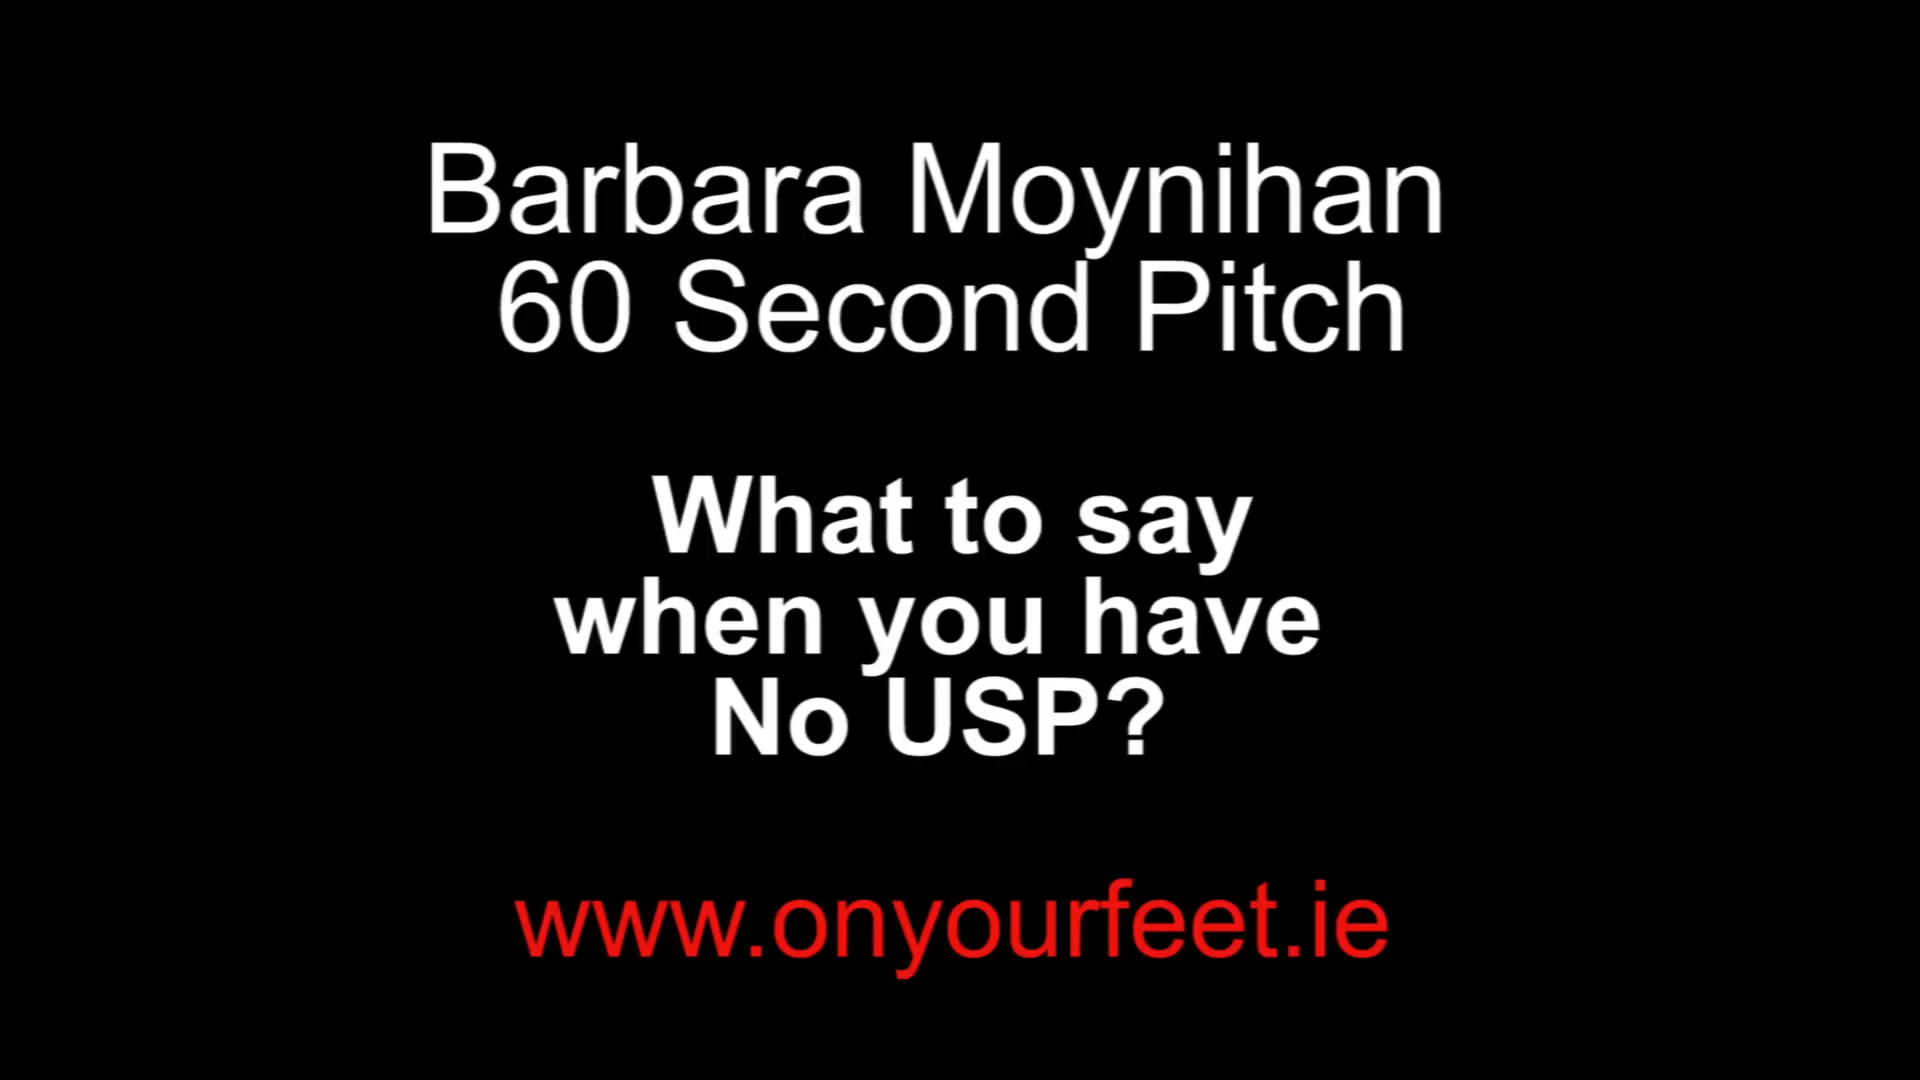 Barbara Moynihan
60 Second Pitch
What to say
when you have
No USP?
www.onyourfeet.ie